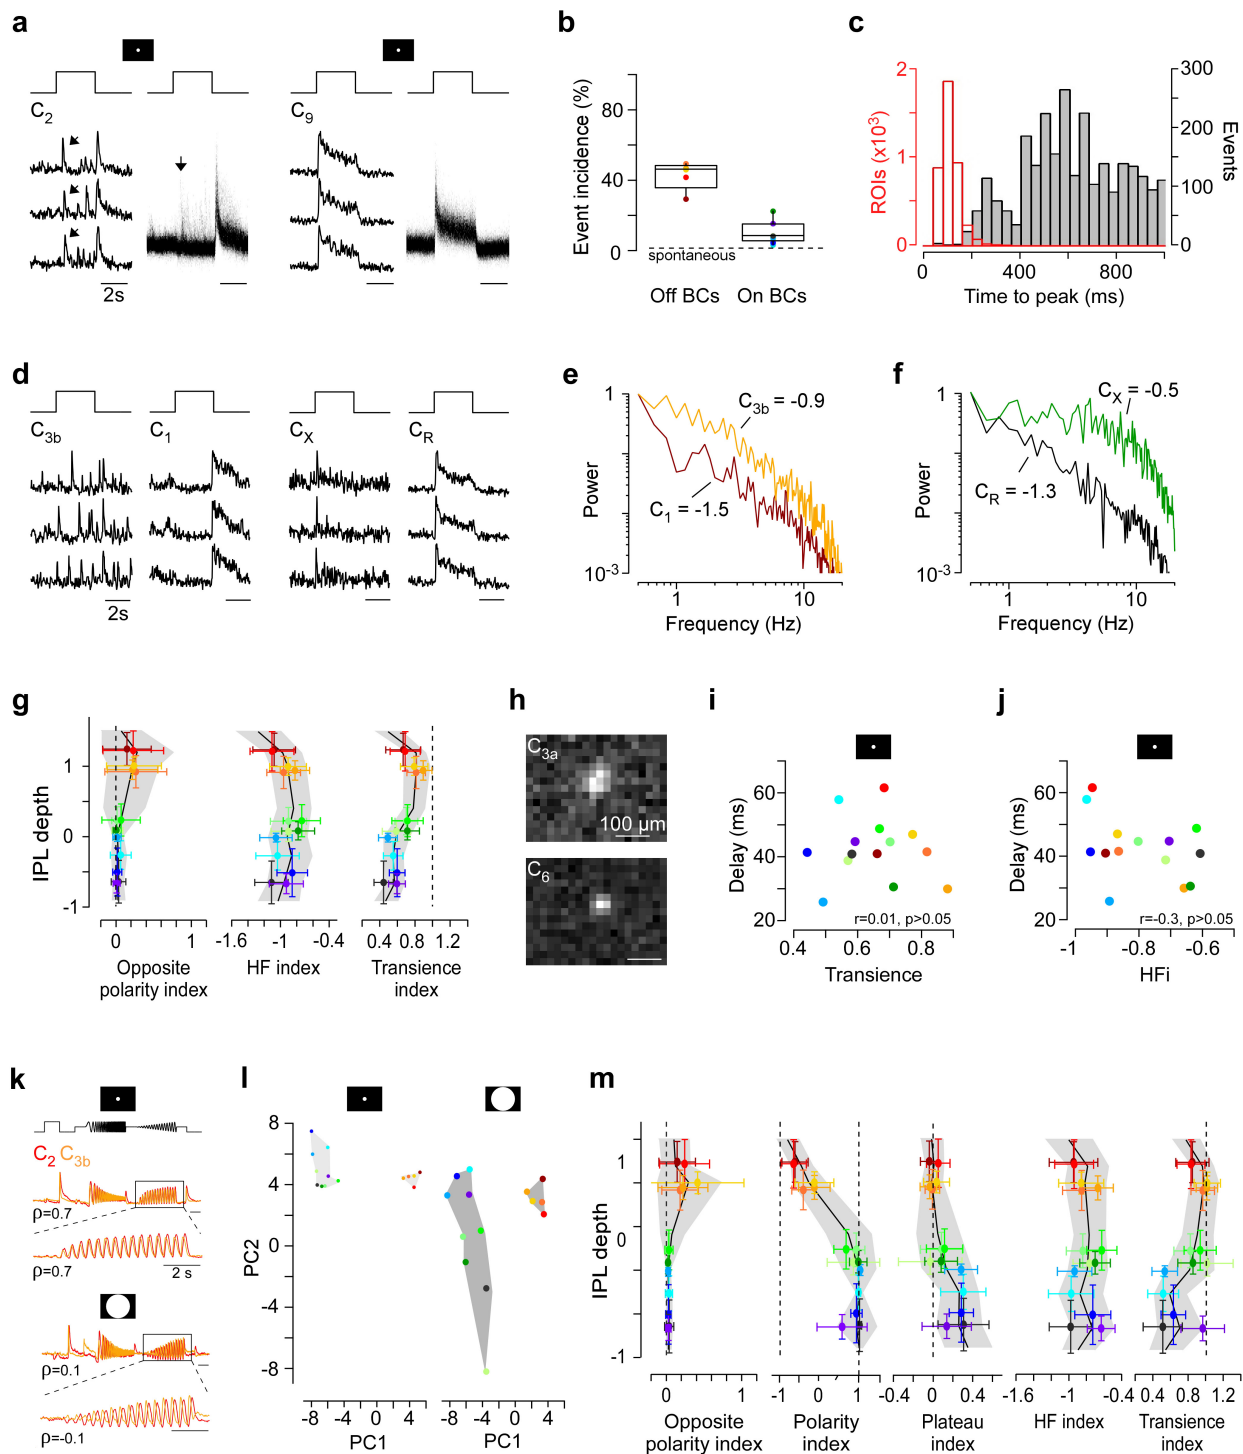 a
C2
C9
2s
b
Event incidence (%)
80
40
0
spontaneous
Off BCs On BCs
c
ROIs (x10³)
2
1
0
Events
300
200
100
0
0 400 800
Time to peak (ms)
d
C3b C1 CX CR
2s
e
Power
1
10-3
C3b = -0.9
C1 = -1.5
1 10
Frequency (Hz)
f
Power
1
10-3
CX = -0.5
CR = -1.3
1 10
Frequency (Hz)
g
IPL depth
1
0
-1
0 1
Opposite
polarity index
-1.6 -1 -0.4
HF index
0.4 0.8 1.2
Transience
index
h
C3a
100 µm
C6
i
Delay (ms)
60
40
20
r=0.01, p>0.05
0.4 0.6 0.8
Transience
j
Delay (ms)
60
40
20
r=-0.3, p>0.05
-1 -0.8 -0.6
HFi
k
C2 C3b
ρ=0.7
ρ=0.7
2 s
ρ=0.1
ρ=-0.1
l
PC2
8
4
0
-4
-8
-8 -4 0 4
PC1
-8 -4 0 4
PC1
m
IPL depth
1
0
-1
0 1
Opposite
polarity index
-1 0 1
Polarity
index
-0.4 0 0.4
Plateau
index
-1.6 -1 -0.4
HF index
0.4 0.8 1.2
Transience
index